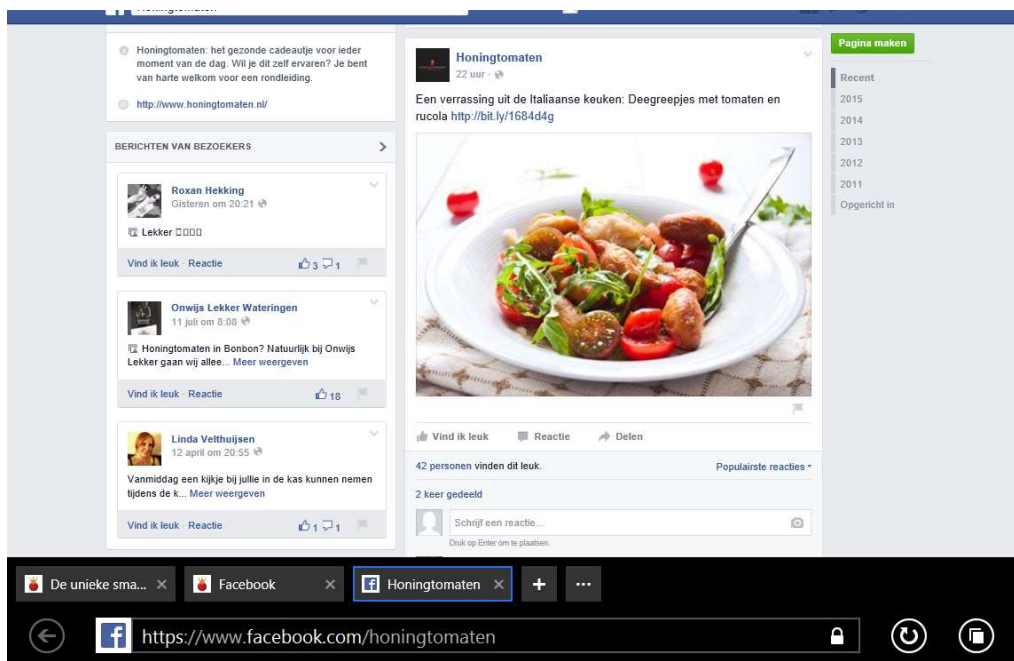 Honingtomaten
Honingtomaten: het gezonde cadeautje voor ieder
moment van de dag. Wil je dit zelf ervaren? Je bent
van harte welkom voor een rondleiding.
http://www.honingtomaten.nl/
BERICHTEN VAN BEZOEKERS
Roxan Hekking
Gisteren om 20:21
Lekker
Vind ik leuk · Reactie 3 1
Onwijs Lekker Wateringen
11 juli om 8:08
Honingtomaten in Bonbon? Natuurlijk bij Onwijs
Lekker gaan wij allee... Meer weergeven
Vind ik leuk · Reactie 18
Linda Velthuijsen
12 april om 20:55
Vanmiddag een kijkje bij jullie in de kas kunnen nemen
tijdens de k... Meer weergeven
Vind ik leuk · Reactie 1 1
Honingtomaten
22 uur ·
Een verrassing uit de Italiaanse keuken: Deegreepjes met tomaten en
rucola http://bit.ly/1684d4g
Vind ik leuk Reactie Delen
42 personen vinden dit leuk. Populairste reacties
2 keer gedeeld
Schrijf een reactie...
Druk op Enter om te plaatsen.
Pagina maken
Recent
2015
2014
2013
2012
2011
Opgericht in
De unieke sma... Facebook Honingtomaten
https://www.facebook.com/honingtomaten